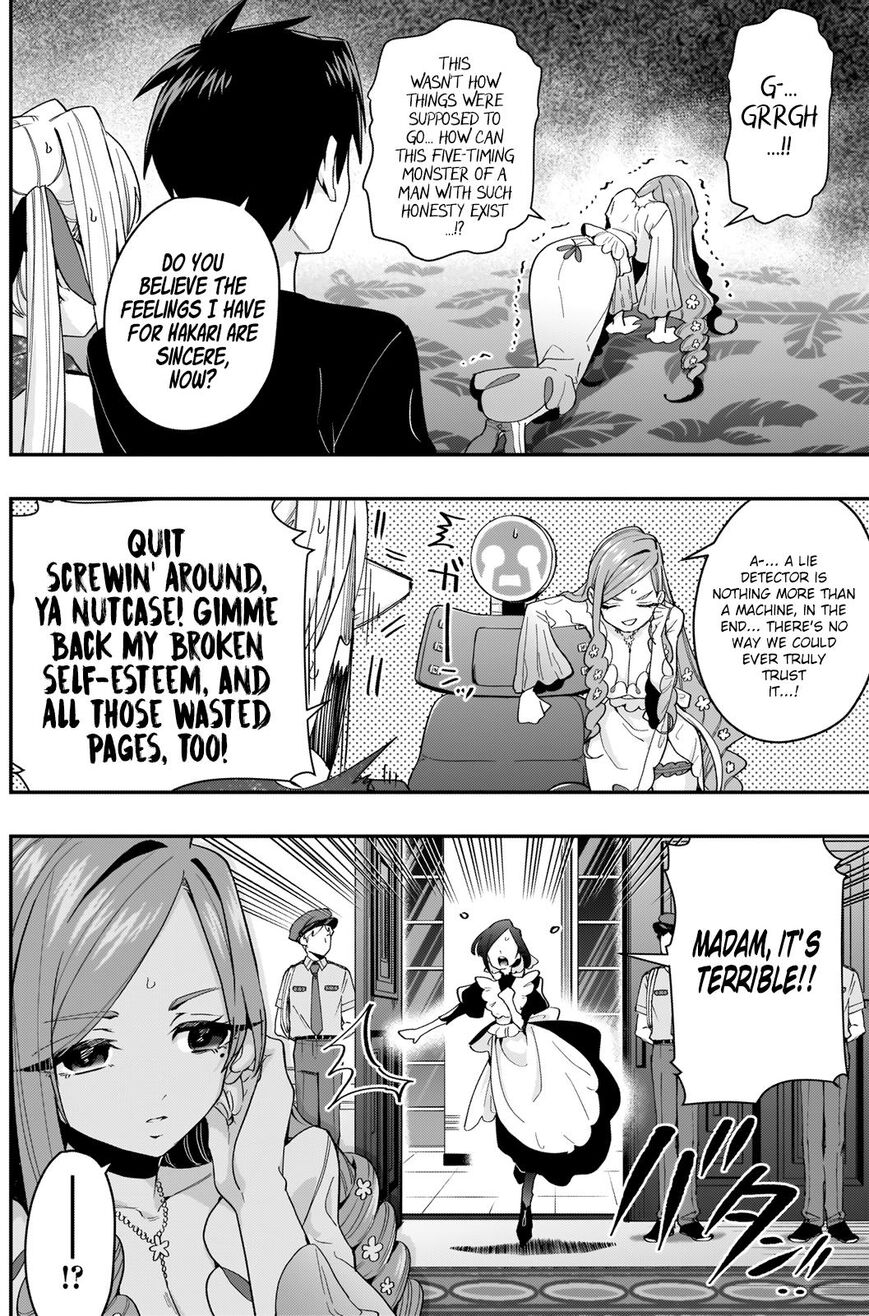 G-...
GRRGH
...!!
THIS
WASN'T HOW
THINGS WERE
SUPPOSED TO
GO... HOW CAN
THIS FIVE-TIMING
MONSTER OF A
MAN WITH SUCH
HONESTY EXIST
...!?
DO YOU
BELIEVE THE
FEELINGS I HAVE
FOR HAKARI ARE
SINCERE,
NOW?
A-... A LIE
DETECTOR IS
NOTHING MORE THAN
A MACHINE, IN THE
END... THERE'S NO
WAY WE COULD
EVER TRULY
TRUST
IT...!
QUIT
SCREWIN' AROUND,
YA NUTCASE! GIMME
BACK MY BROKEN
SELF-ESTEEM, AND
ALL THOSE WASTED
PAGES, TOO!
MADAM, IT'S
TERRIBLE!!
バタン!!
!?